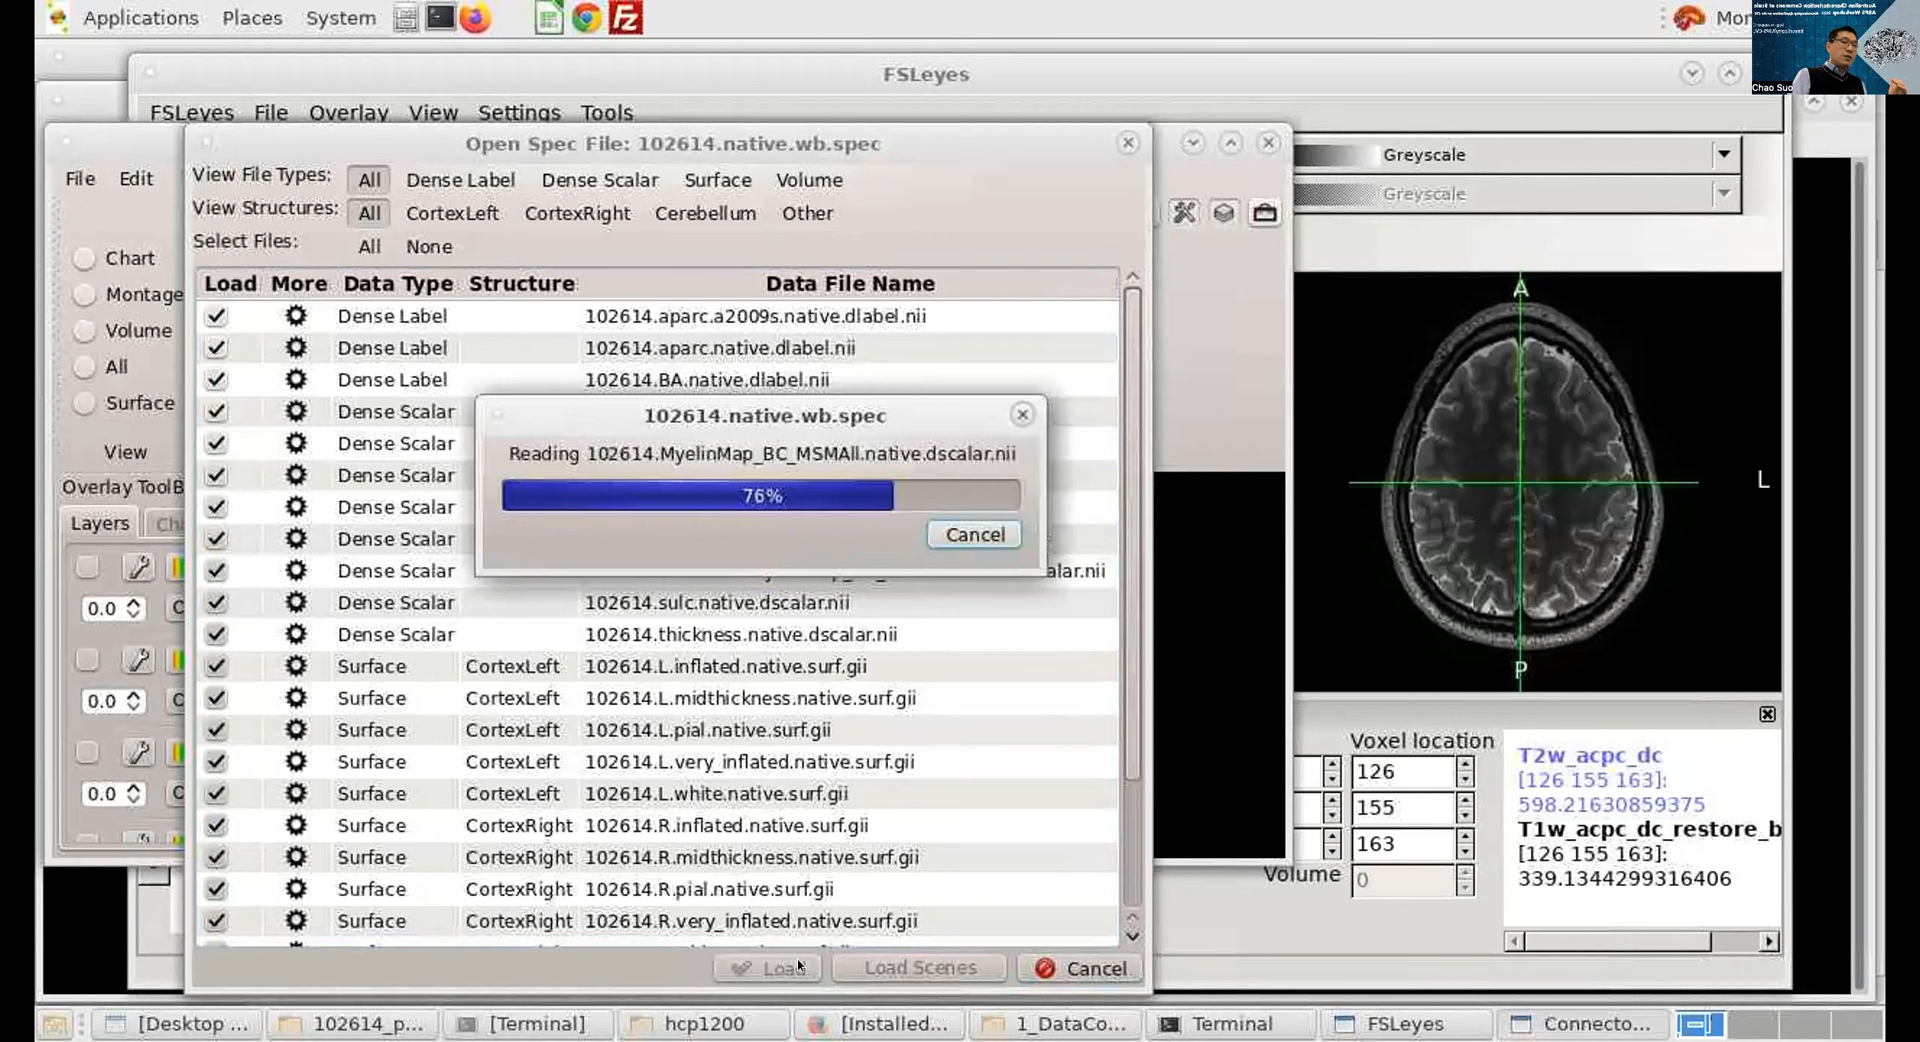 Applications Places System
Mon
Chao Suo
FSLeyes
FSLeyes File Overlay View Settings Tools
Open Spec File: 102614.native.wb.spec
View File Types: All Dense Label Dense Scalar Surface Volume
View Structures: All CortexLeft CortexRight Cerebellum Other
Select Files: All None
File Edit
Chart
Montage
Volume
All
Surface
View
Overlay ToolB
Layers
0.0
0.0
0.0
Load More Data Type Structure Data File Name
Dense Label 102614.aparc.a2009s.native.dlabel.nii
Dense Label 102614.aparc.native.dlabel.nii
Dense Label 102614.BA.native.dlabel.nii
Dense Scalar
Dense Scalar
Dense Scalar
Dense Scalar
Dense Scalar
Dense Scalar alar.nii
Dense Scalar 102614.sulc.native.dscalar.nii
Dense Scalar 102614.thickness.native.dscalar.nii
Surface CortexLeft 102614.L.inflated.native.surf.gii
Surface CortexLeft 102614.L.midthickness.native.surf.gii
Surface CortexLeft 102614.L.pial.native.surf.gii
Surface CortexLeft 102614.L.very_inflated.native.surf.gii
Surface CortexLeft 102614.L.white.native.surf.gii
Surface CortexRight 102614.R.inflated.native.surf.gii
Surface CortexRight 102614.R.midthickness.native.surf.gii
Surface CortexRight 102614.R.pial.native.surf.gii
Surface CortexRight 102614.R.very_inflated.native.surf.gii
Load Load Scenes Cancel
102614.native.wb.spec
Reading 102614.MyelinMap_BC_MSMAll.native.dscalar.nii
76%
Cancel
Greyscale
Greyscale
A
L
P
Voxel location
126
155
163
Volume 0
T2w_acpc_dc
[126 155 163]:
598.21630859375
T1w_acpc_dc_restore_b
[126 155 163]:
339.1344299316406
[Desktop ... 102614_p... [Terminal] hcp1200 [Installed... 1_DataCo... Terminal FSLeyes Connecto...